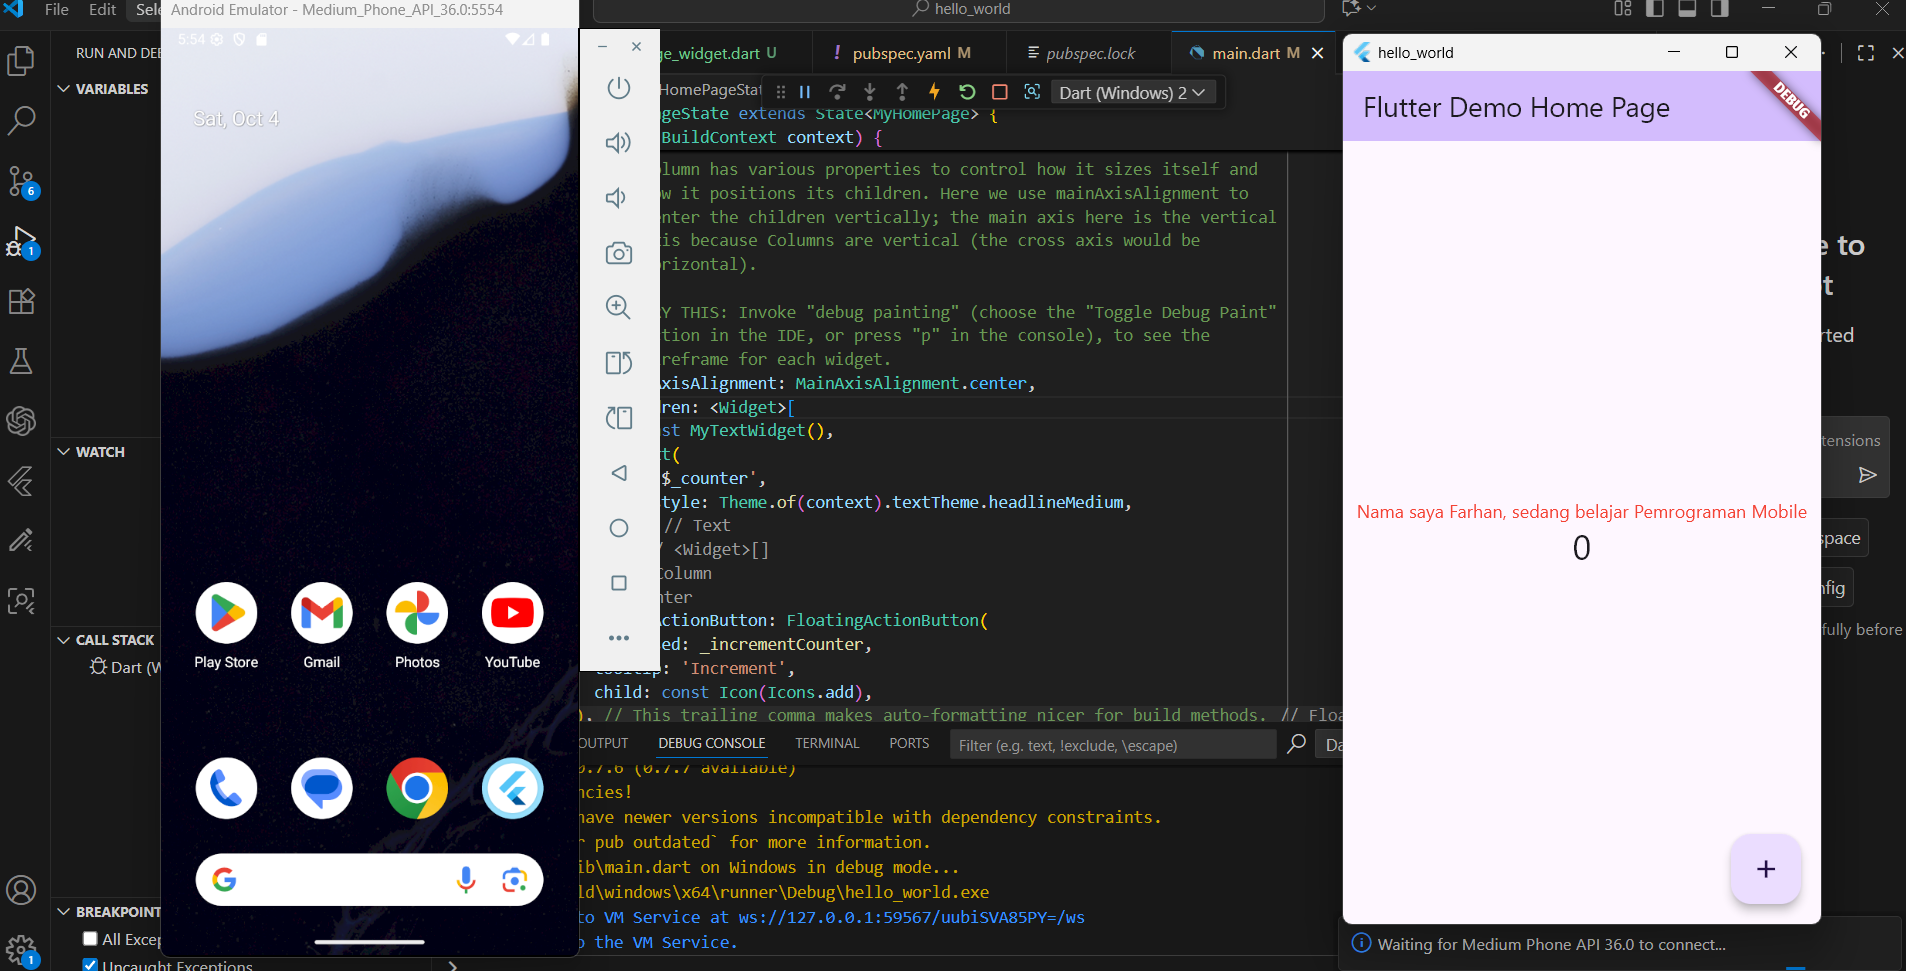 File Edit Sele
Android Emulator - Medium_Phone_API_36.0:5554
hello_world
5:54
Sat, Oct 4
Play Store
Gmail
Photos
YouTube
RUN AND DE
VARIABLES
WATCH
CALL STACK
Dart (W
BREAKPOINT
All Excep
Uncaught Exceptions
6
1
1
ge_widget.dart U
! pubspec.yaml M
pubspec.lock
main.dart M
HomePageStat
Dart (Windows) 2
geState extends State<MyHomePage> {
BuildContext context) {
lumn has various properties to control how it sizes itself and
w it positions its children. Here we use mainAxisAlignment to
nter the children vertically; the main axis here is the vertical
is because Columns are vertical (the cross axis would be
rizontal).
Y THIS: Invoke "debug painting" (choose the "Toggle Debug Paint"
tion in the IDE, or press "p" in the console), to see the
reframe for each widget.
xisAlignment: MainAxisAlignment.center,
ren: <Widget>[
st MyTextWidget(),
t(
$_counter',
tyle: Theme.of(context).textTheme.headlineMedium,
// Text
/ <Widget>[]
Column
nter
ActionButton: FloatingActionButton(
ed: _incrementCounter,
tooltip: 'Increment',
child: const Icon(Icons.add),
), // This trailing comma makes auto-formatting nicer for build methods. // Floa
OUTPUT
DEBUG CONSOLE
TERMINAL
PORTS
Filter (e.g. text, !exclude, \escape)
Da
0.7.6 (0.7.7 available)
ncies!
have newer versions incompatible with dependency constraints.
r pub outdated` for more information.
ib\main.dart on Windows in debug mode...
ld\windows\x64\runner\Debug\hello_world.exe
to VM Service at ws://127.0.0.1:59567/uubiSVA85PY=/ws
o the VM Service.
hello_world
Flutter Demo Home Page
DEBUG
Nama saya Farhan, sedang belajar Pemrograman Mobile
0
e to
t
rted
tensions
space
nfig
fully before
Waiting for Medium Phone API 36.0 to connect...